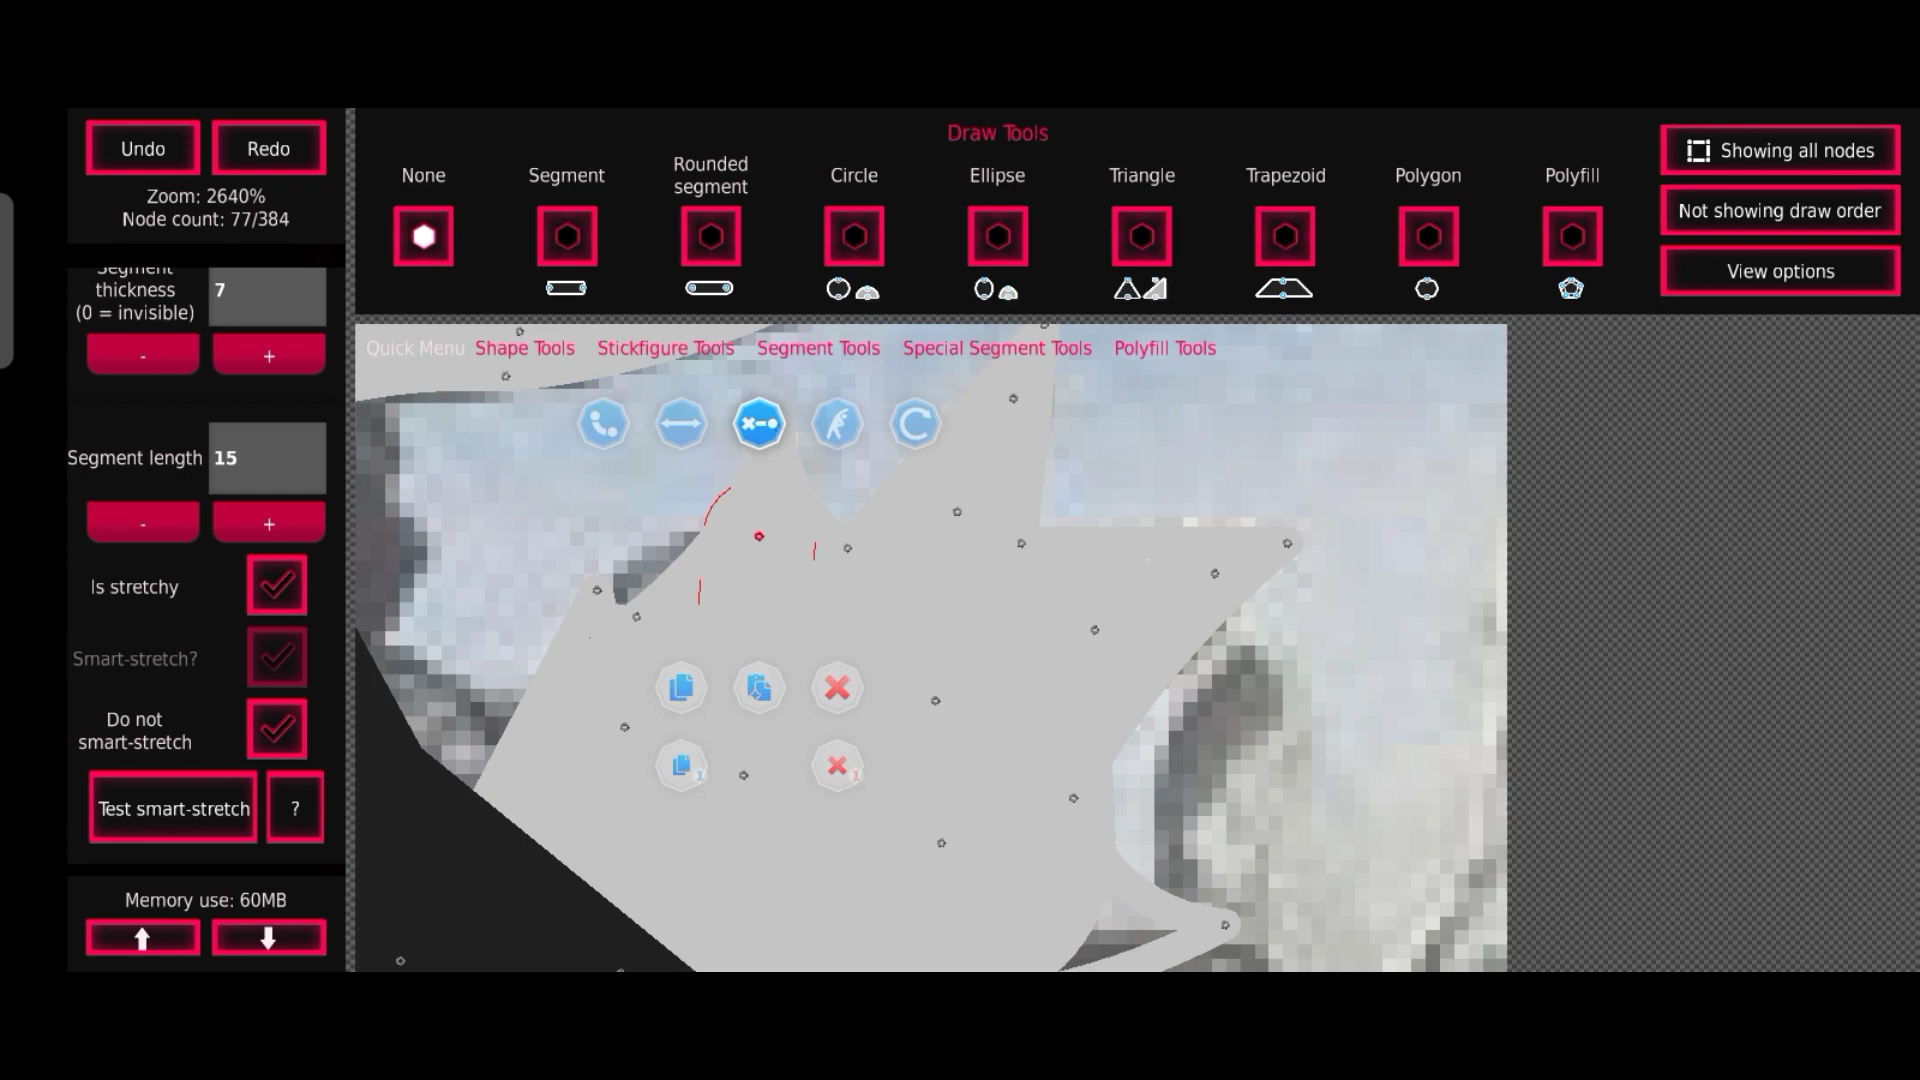 Undo
Redo
Zoom: 2640%
Node count: 77/384
Segment
thickness
(0 = invisible)
7
-
+
Segment length
15
-
+
Is stretchy
Smart-stretch?
Do not
smart-stretch
Test smart-stretch
?
Memory use: 60MB
Draw Tools
None
Segment
Rounded
segment
Circle
Ellipse
Triangle
Trapezoid
Polygon
Polyfill
Showing all nodes
Not showing draw order
View options
Quick Menu
Shape Tools
Stickfigure Tools
Segment Tools
Special Segment Tools
Polyfill Tools
1
1